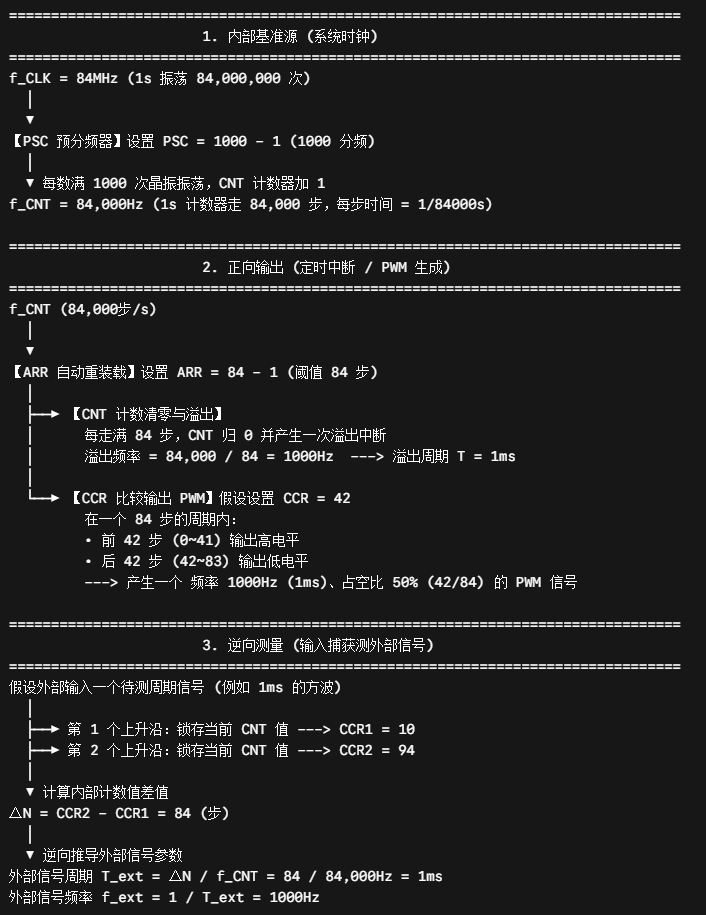 ================================================================================
1. 内部基准源 (系统时钟)
================================================================================
f_CLK = 84MHz (1s 振荡 84,000,000 次)
│
▼
【PSC 预分频器】设置 PSC = 1000 - 1 (1000 分频)
│
▼ 每数满 1000 次晶振振荡，CNT 计数器加 1
f_CNT = 84,000Hz (1s 计数器走 84,000 步，每步时间 = 1/84000s)
================================================================================
2. 正向输出 (定时中断 / PWM 生成)
================================================================================
f_CNT (84,000步/s)
│
▼
【ARR 自动重装载】设置 ARR = 84 - 1 (阈值 84 步)
│
├──► 【CNT 计数清零与溢出】
│ 每走满 84 步，CNT 归 0 并产生一次溢出中断
│ 溢出频率 = 84,000 / 84 = 1000Hz ---> 溢出周期 T = 1ms
│
└──► 【CCR 比较输出 PWM】假设设置 CCR = 42
在一个 84 步的周期内：
• 前 42 步 (0~41) 输出高电平
• 后 42 步 (42~83) 输出低电平
---> 产生一个 频率 1000Hz (1ms)、占空比 50% (42/84) 的 PWM 信号
================================================================================
3. 逆向测量 (输入捕获测外部信号)
================================================================================
假设外部输入一个待测周期信号 (例如 1ms 的方波)
│
├──► 第 1 个上升沿：锁存当前 CNT 值 ---> CCR1 = 10
├──► 第 2 个上升沿：锁存当前 CNT 值 ---> CCR2 = 94
│
▼ 计算内部计数值差值
△N = CCR2 - CCR1 = 84 (步)
│
▼ 逆向推导外部信号参数
外部信号周期 T_ext = △N / f_CNT = 84 / 84,000Hz = 1ms
外部信号频率 f_ext = 1 / T_ext = 1000Hz